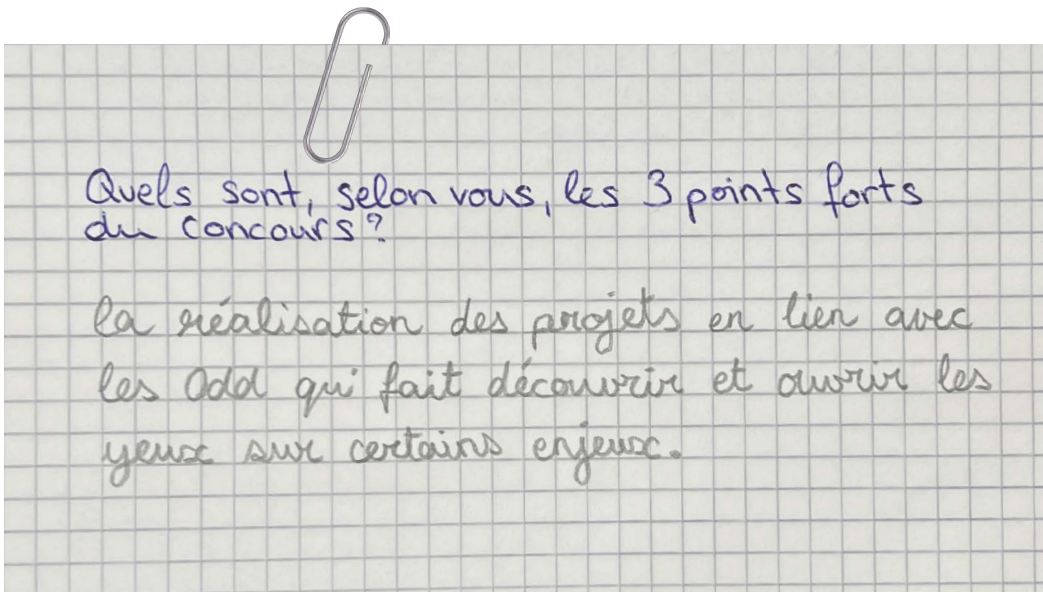 Quels sont, selon vous, les 3 points forts
du concours?
la réalisation des projets en lien avec
les Odd qui fait découvrir et ouvrir les
yeux sur certains enjeux.